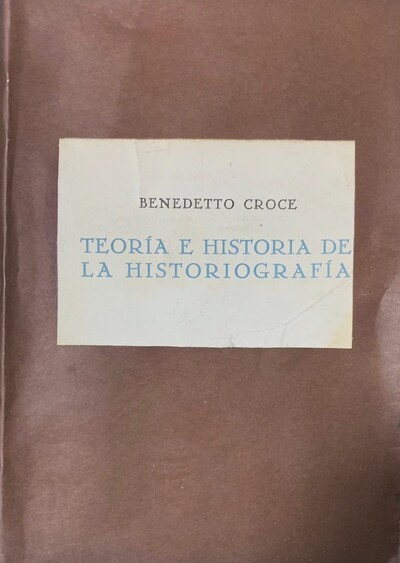 BENEDETTO CROCE
TEORÍA E HISTORIA DE
LA HISTORIOGRAFÍA